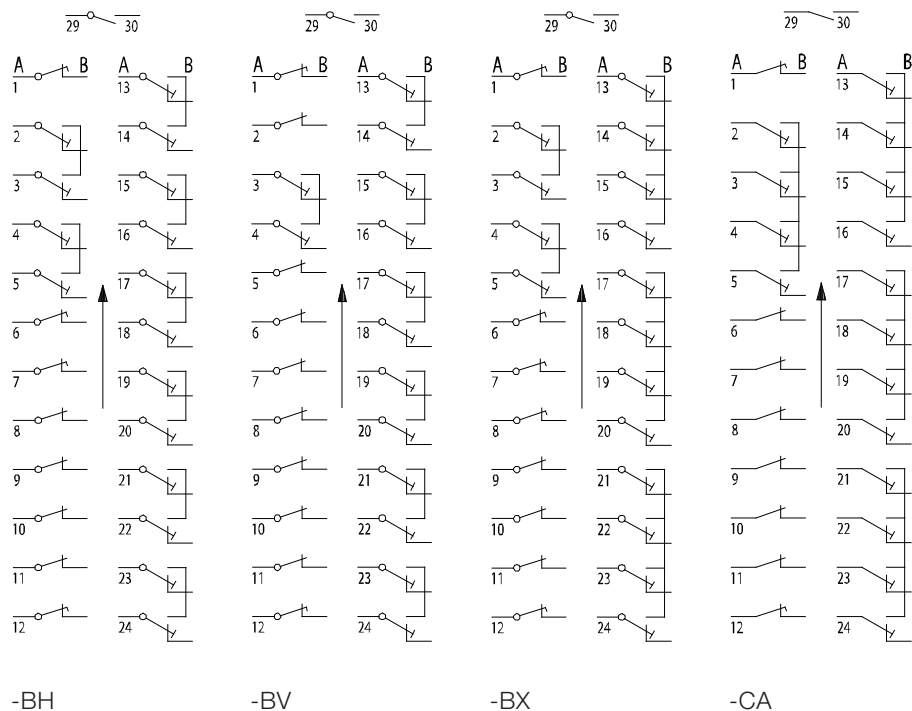 29 30 29 30 29 30 29 30
A B A B A B A B A B A B A B A B
1 13 1 13 1 13 1 13
2 14 2 14 2 14 2 14
3 15 3 15 3 15 3 15
4 16 4 16 4 16 4 16
5 17 5 17 5 17 5 17
6 18 6 18 6 18 6 18
7 19 7 19 7 19 7 19
8 20 8 20 8 20 8 20
9 21 9 21 9 21 9 21
10 22 10 22 10 22 10 22
11 23 11 23 11 23 11 23
12 24 12 24 12 24 12 24
-BH -BV -BX -CA